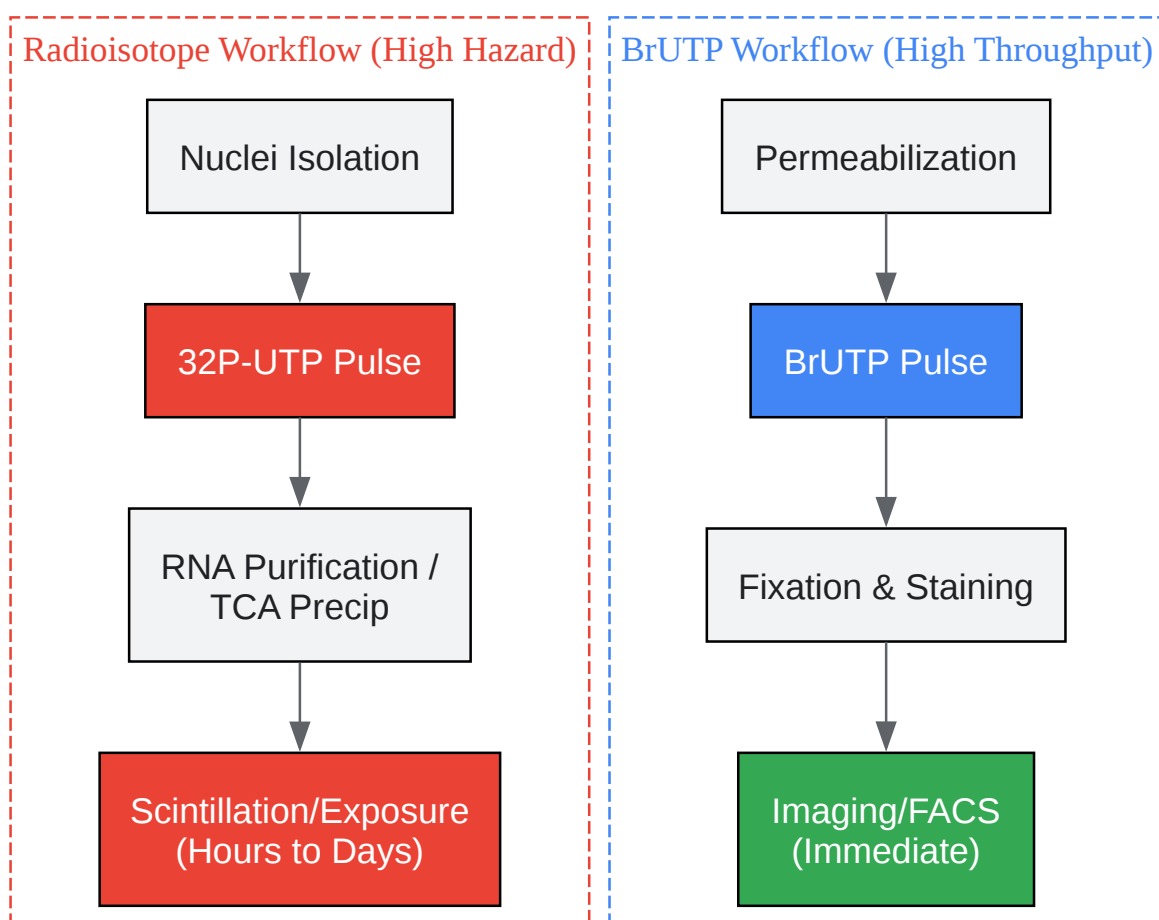 Radioisotope Workflow (High Hazard)
Nuclei Isolation
32P-UTP Pulse
RNA Purification /
TCA Precip
Scintillation/Exposure
(Hours to Days)
BrUTP Workflow (High Throughput)
Permeabilization
BrUTP Pulse
Fixation & Staining
Imaging/FACS
(Immediate)